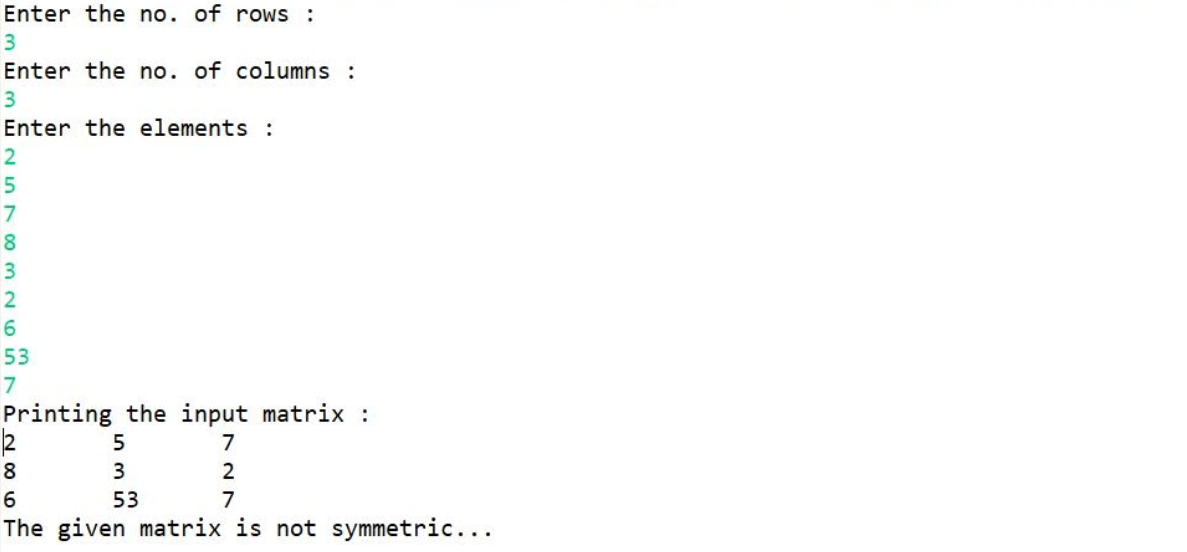 Enter the no. of rows :
3
Enter the no. of columns :
3
Enter the elements :
2
5
7
8
3
2
6
53
7
Printing the input matrix :
2 5 7
8 3 2
6 53 7
The given matrix is not symmetric...